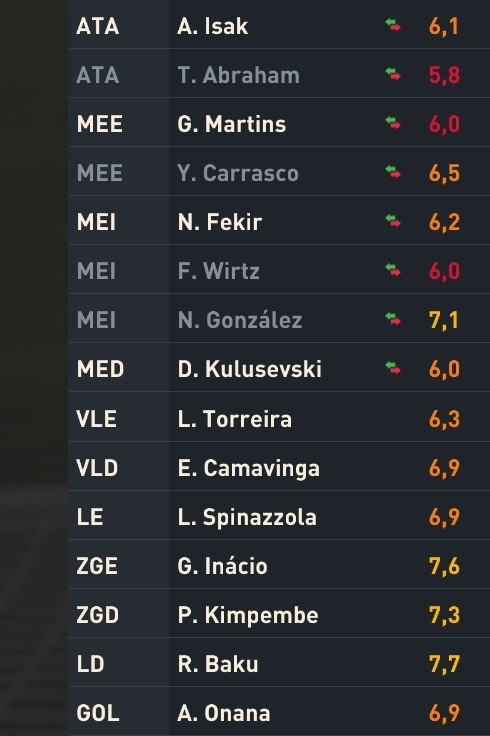 ATA A. Isak 6,1
ATA T. Abraham 5,8
MEE G. Martins 6,0
MEE Y. Carrasco 6,5
MEI N. Fekir 6,2
MEI F. Wirtz 6,0
MEI N. González 7,1
MED D. Kulusevski 6,0
VLE L. Torreira 6,3
VLD E. Camavinga 6,9
LE L. Spinazzola 6,9
ZGE G. Inácio 7,6
ZGD P. Kimpembe 7,3
LD R. Baku 7,7
GOL A. Onana 6,9